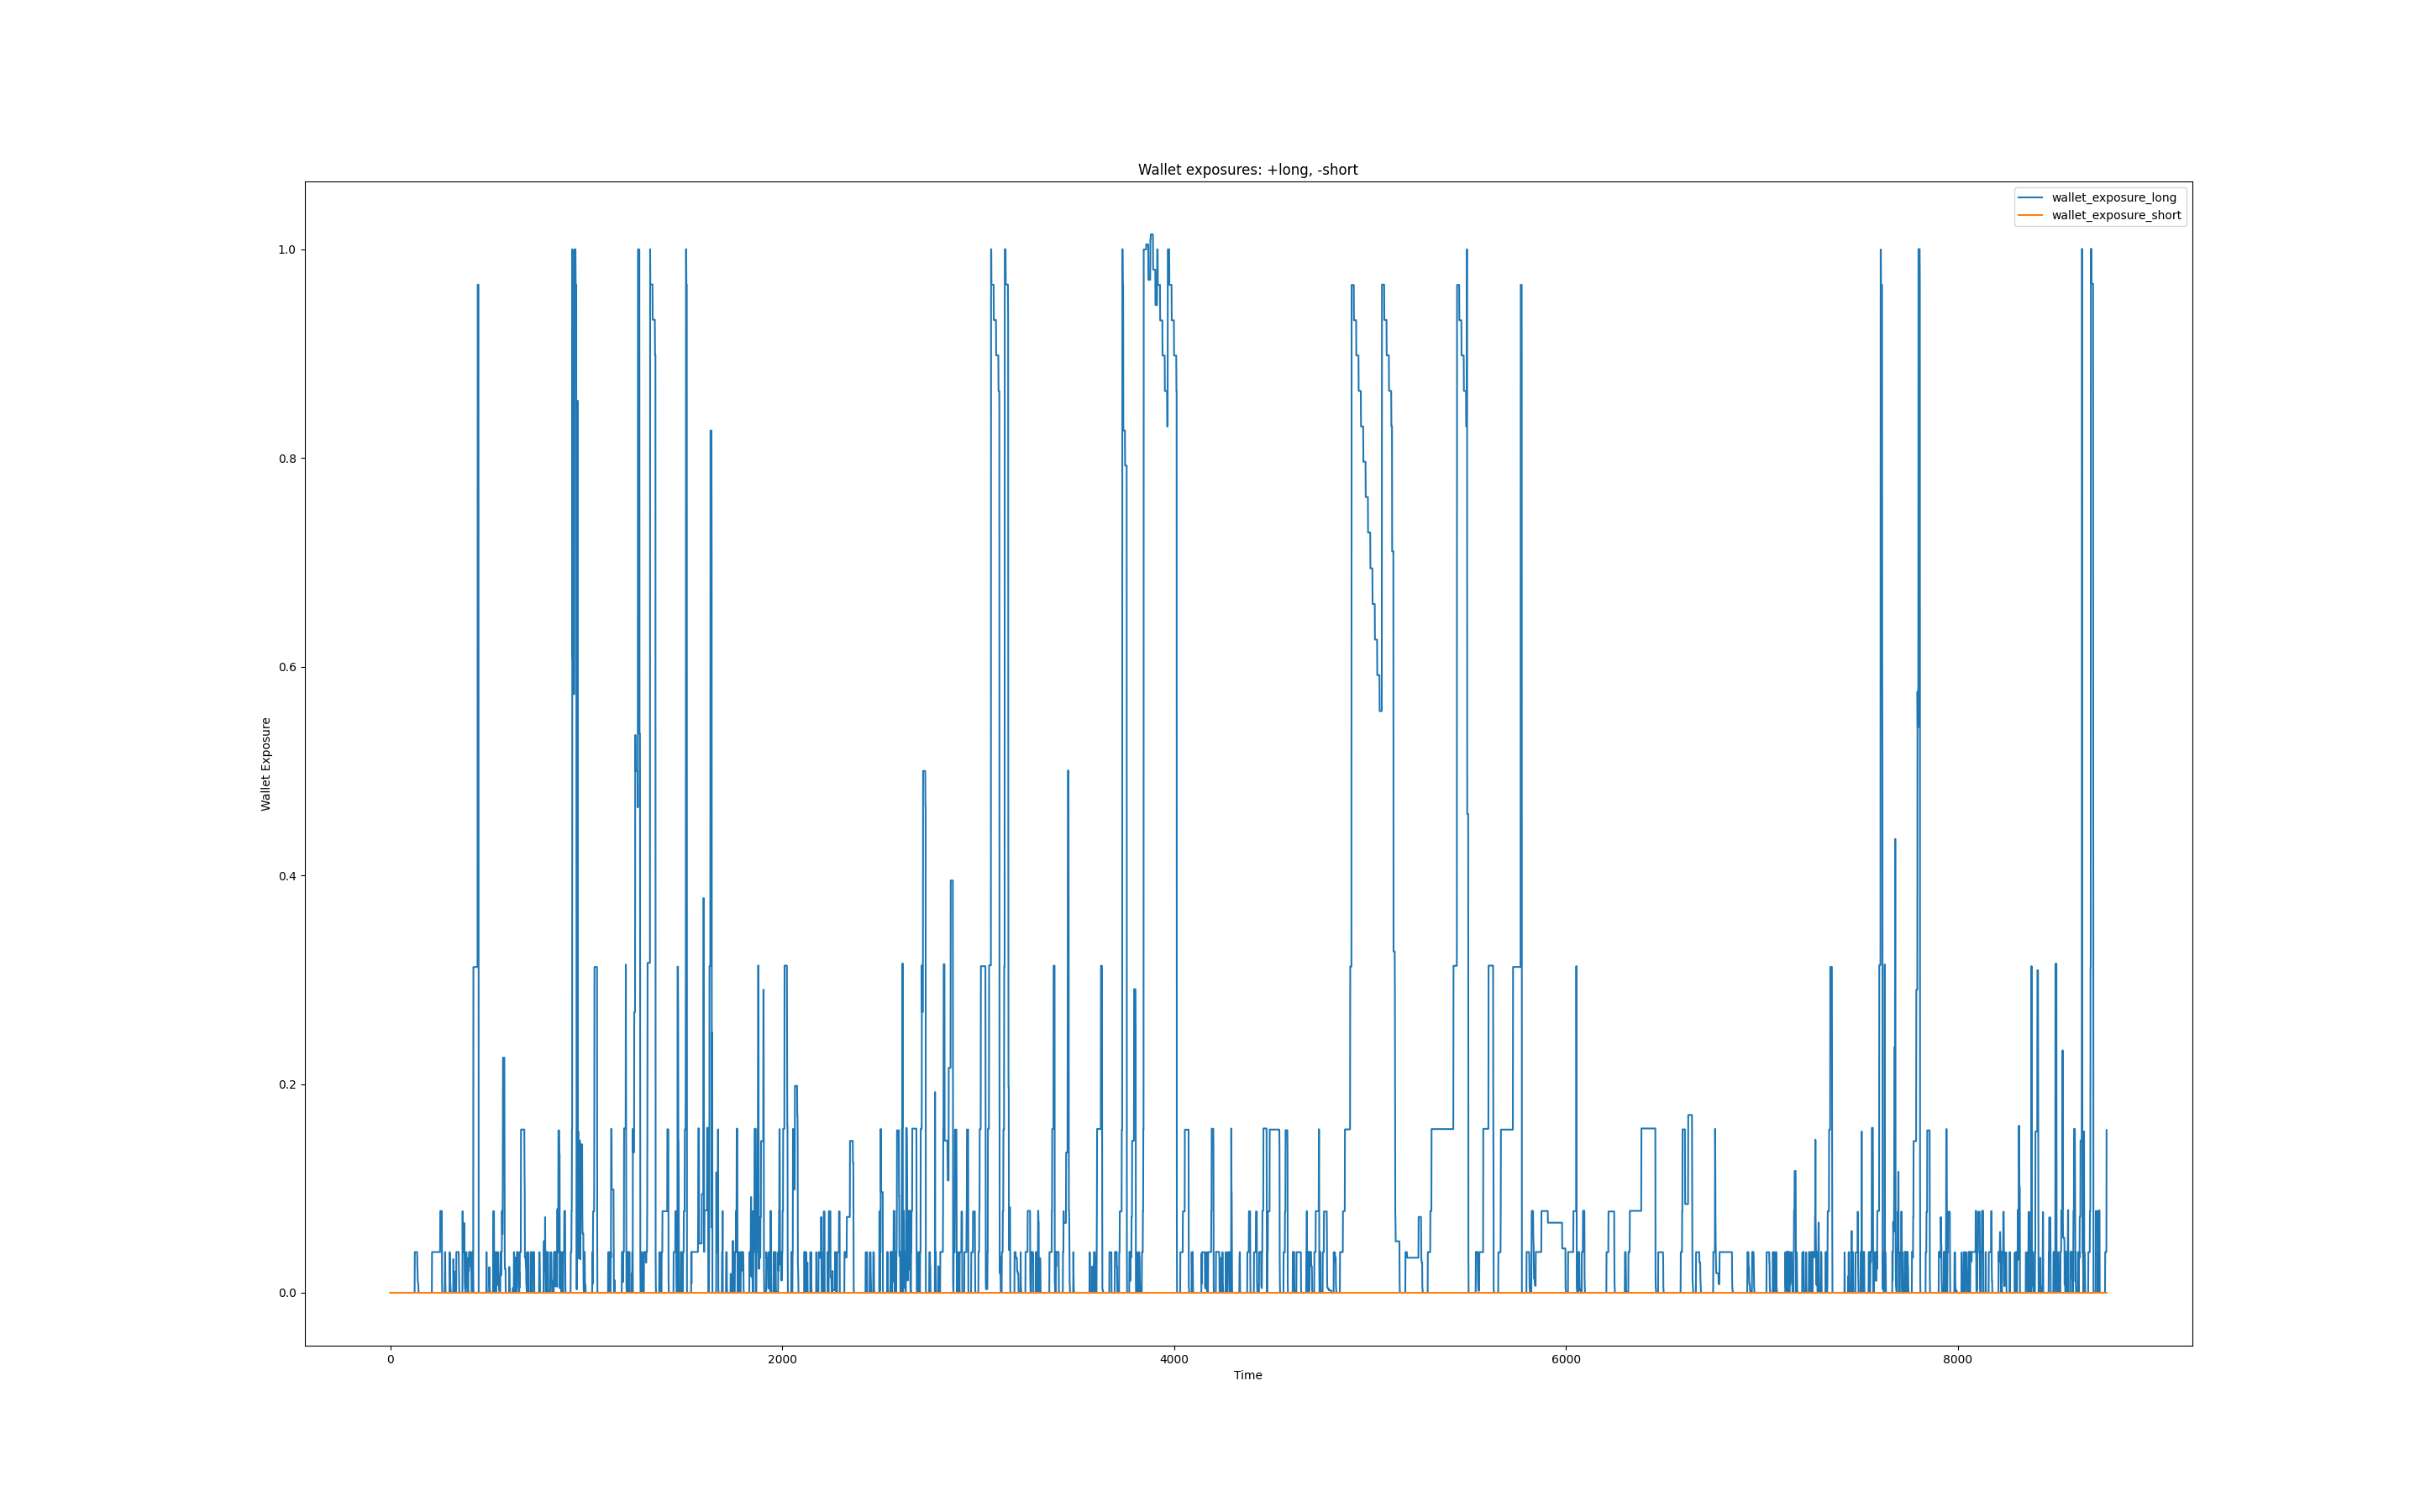 Wallet exposures: +long, -short
wallet_exposure_long
wallet_exposure_short
1.0
0.8
0.6
0.4
0.2
0.0
Wallet Exposure
0 2000 4000 6000 8000
Time